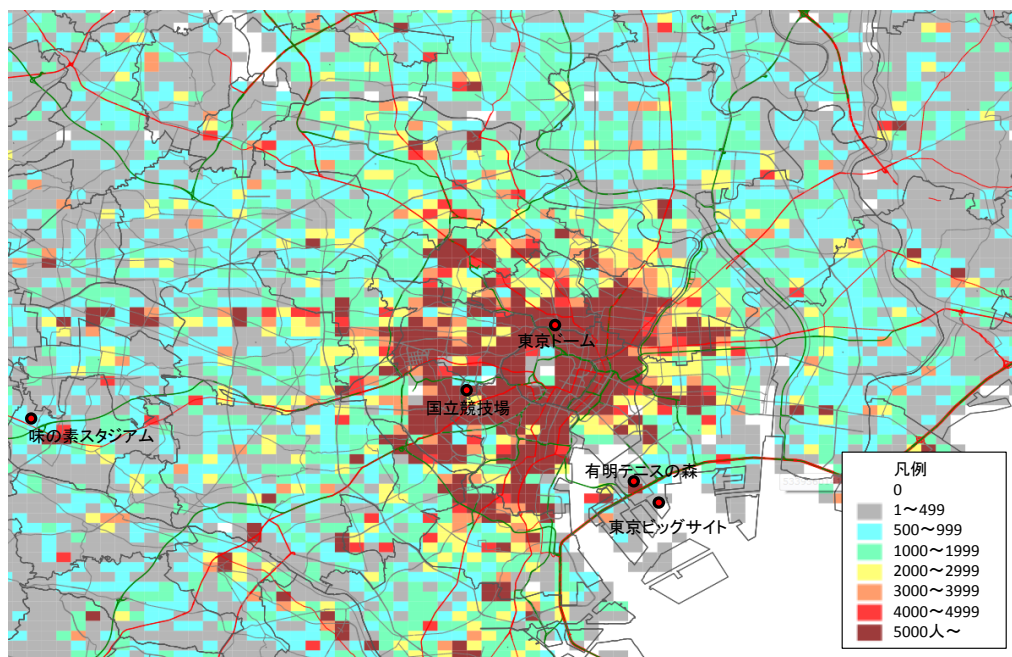 東京ドーム
国立競技場
味の素スタジアム
有明テニスの森
東京ビッグサイト
凡例
0
1～499
500～999
1000～1999
2000～2999
3000～3999
4000～4999
5000人～